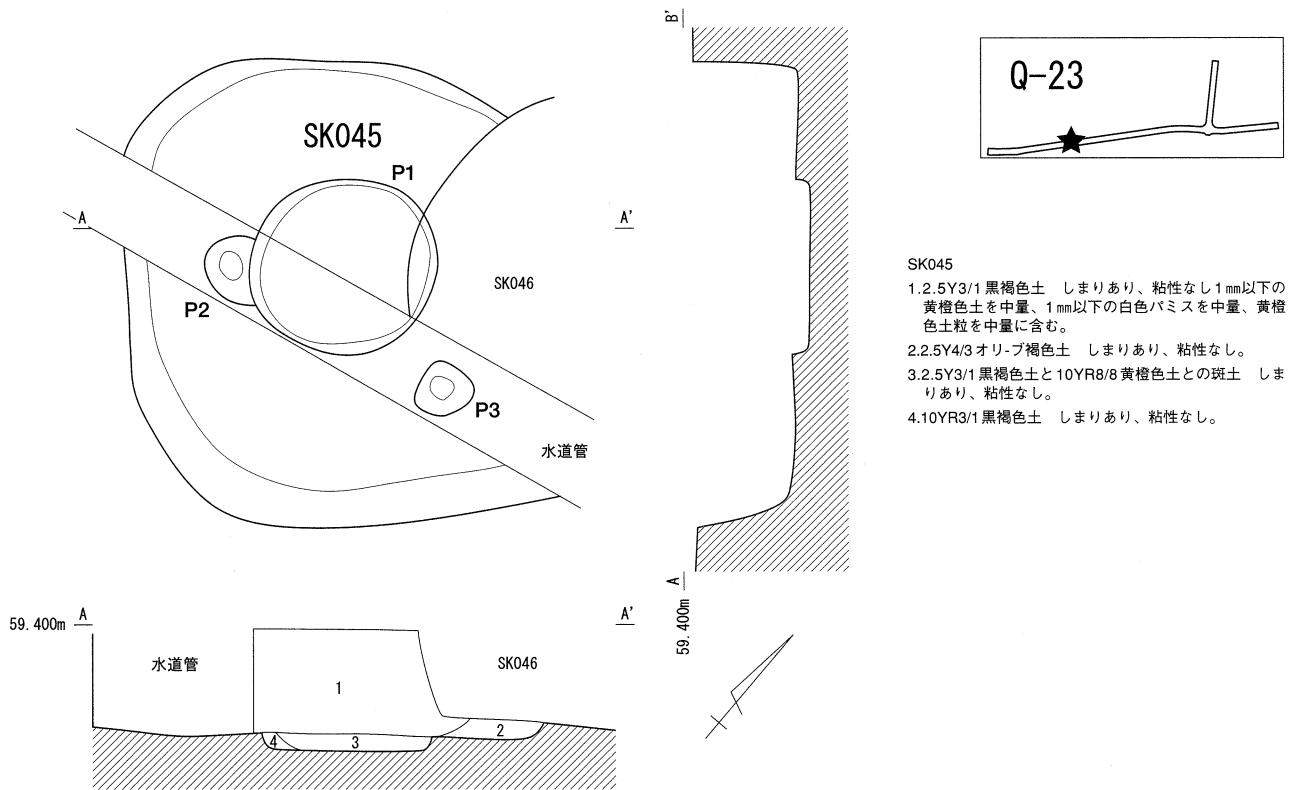 B'
Q-23
SK045
P1
A
A'
SK046
P2
P3
水道管
SK045
1.2.5Y3/1黒褐色土　しまりあり、粘性なし1㎜以下の
黄橙色土を中量、1㎜以下の白色パミスを中量、黄橙
色土粒を中量に含む。
2.2.5Y4/3オリ-ブ褐色土　しまりあり、粘性なし。
3.2.5Y3/1黒褐色土と10YR8/8黄橙色土との斑土　しま
りあり、粘性なし。
4.10YR3/1黒褐色土　しまりあり、粘性なし。
A
59.400m
59.400m
A
A'
水道管
SK046
1
2
4
3